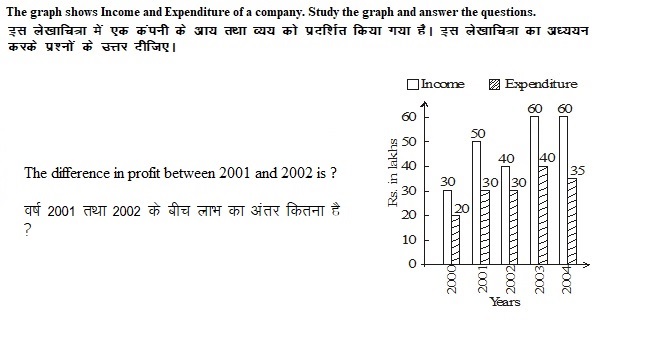 The graph shows Income and Expenditure of a company. Study the graph and answer the questions.
इस लेखाचित्रा में एक कंपनी के आय तथा व्यय को प्रदर्शित किया गया है। इस लेखाचित्रा का अध्ययन
करके प्रश्नों के उत्तर दीजिए।
Income Expenditure
The difference in profit between 2001 and 2002 is ?
वर्ष 2001 तथा 2002 के बीच लाभ का अंतर कितना है
?
Rs. in lakhs
60
50
40
30
20
10
0
30 20
50 30
40 30
60 40
60 35
2000 2001 2002 2003 2004
Years